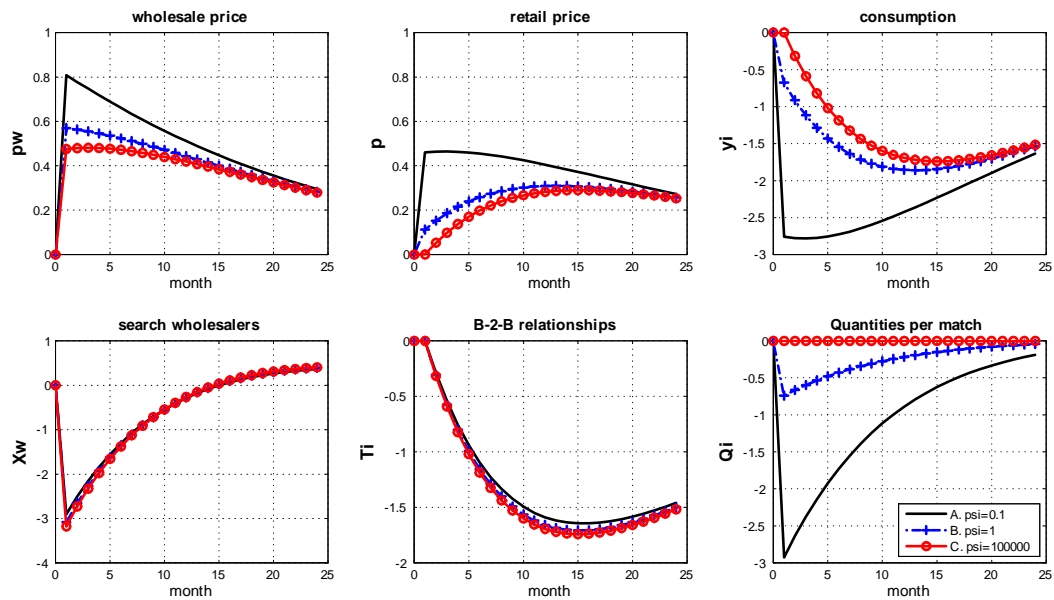 wholesale price
1
0.8
0.6
0.4
0.2
0
pw
0 5 10 15 20 25
month
retail price
1
0.8
0.6
0.4
0.2
0
p
0 5 10 15 20 25
month
consumption
0
-0.5
-1
-1.5
-2
-2.5
-3
yi
0 5 10 15 20 25
month
search wholesalers
1
0
-1
-2
-3
-4
Xw
0 5 10 15 20 25
month
B-2-B relationships
0
-0.5
-1
-1.5
-2
Ti
0 5 10 15 20 25
month
Quantities per match
0
-0.5
-1
-1.5
-2
-2.5
-3
Qi
0 5 10 15 20 25
month
A. psi=0.1
B. psi=1
C. psi=100000